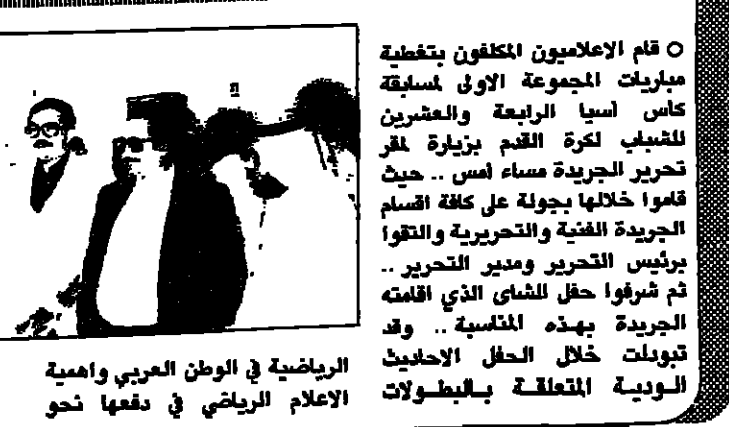 ○ قام الاعلاميون المكلفون بتغطية
مباريات المجموعة الاولى لمسابقة
كأس آسيا الرابعة والعشرين
للشباب لكرة القدم بزيارة لمقر
تحرير الجريدة مساء أمس .. حيث
قاموا خلالها بجولة على كافة اقسام
الجريدة الفنية والتحريرية والتقوا
برئيس التحرير ومدير التحرير ..
ثم شرفوا حفل الشاى الذي اقامته
الجريدة بهذه المناسبة .. وقد
تبودلت خلال الحفل الاحاديث
الودية المتعلقة بالبطولات
الرياضية في الوطن العربي واهمية
الاعلام الرياضي في دفعها نحو